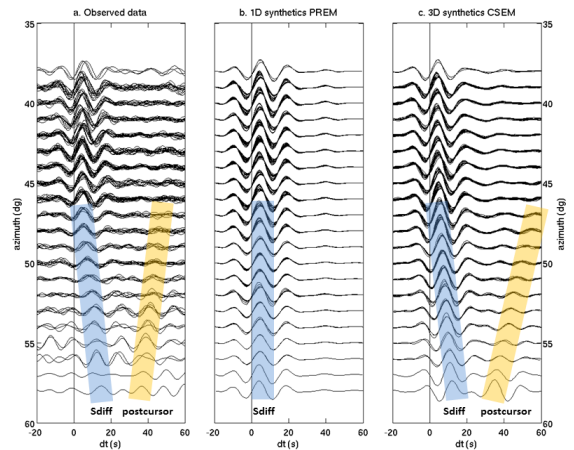 a. Observed data
b. 1D synthetics PREM
c. 3D synthetics CSEM
35
40
45
50
55
60
azimuth (dg)
-20 0 20 40 60
dt (s)
Sdiff postcursor
-20 0 20 40 60
dt (s)
Sdiff
-20 0 20 40 60
dt (s)
Sdiff postcursor
35
40
45
50
55
60
azimuth (dg)